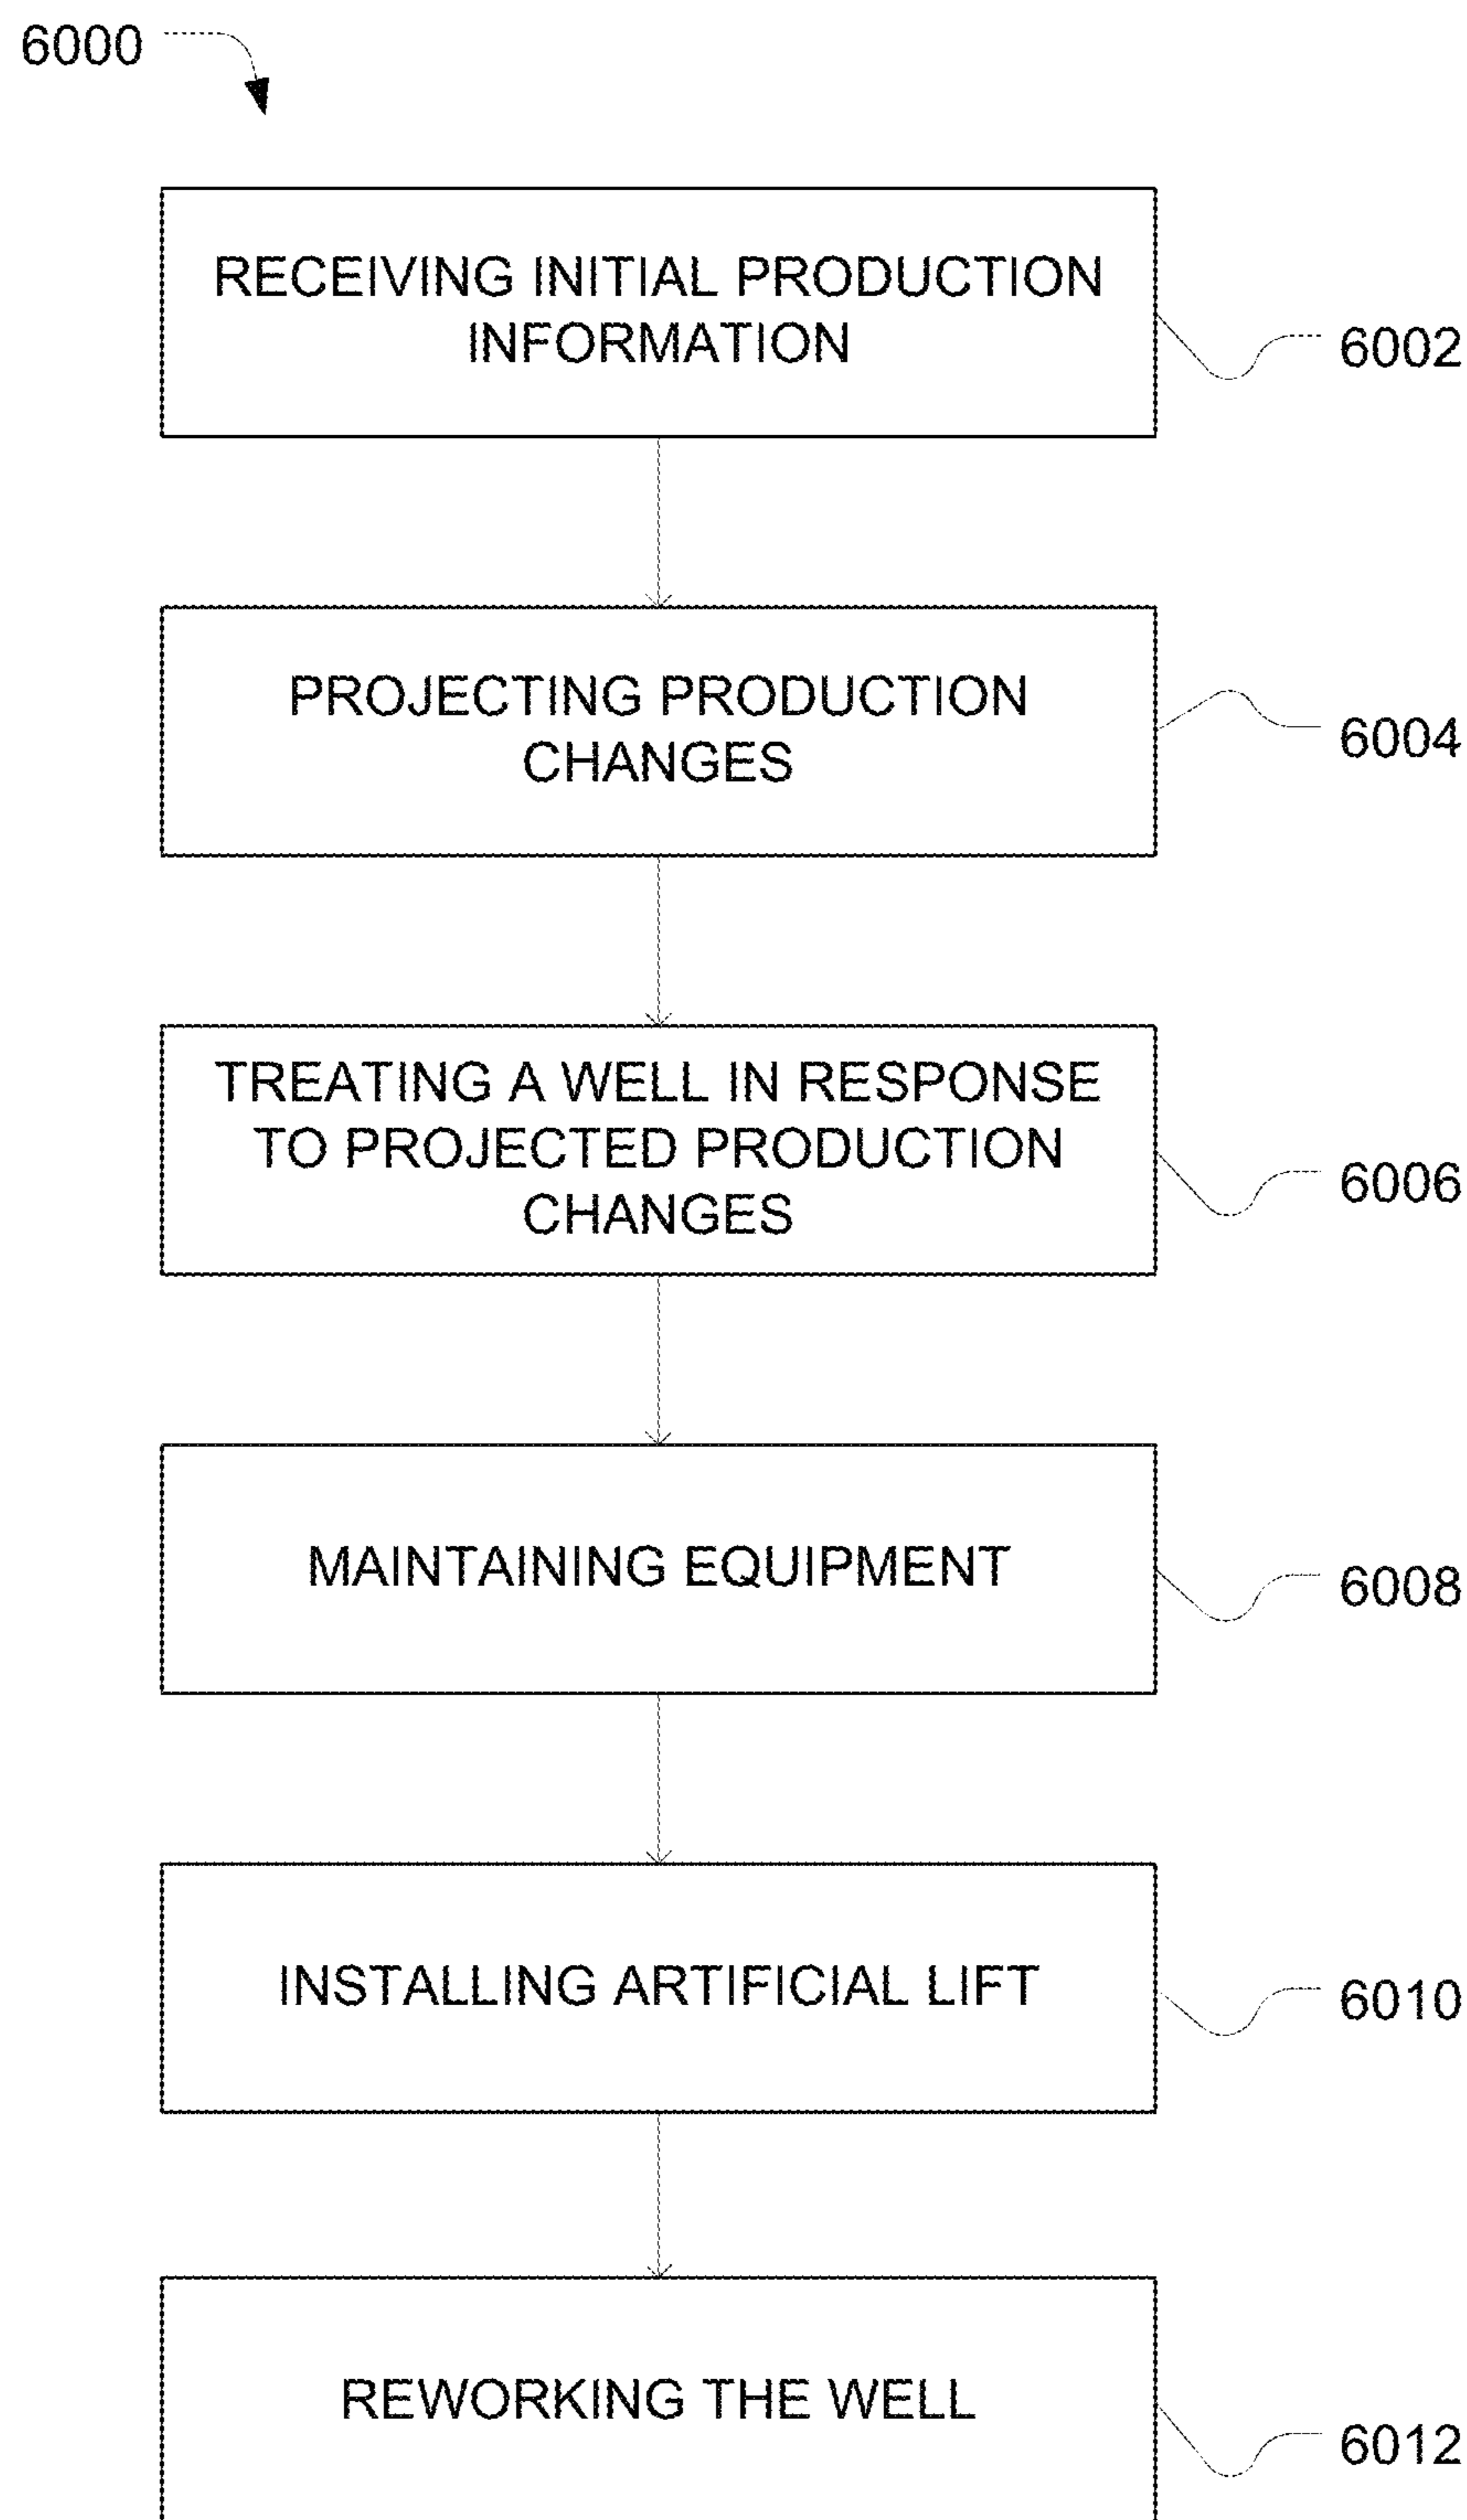 6000
RECEIVING INITIAL PRODUCTION
INFORMATION
6002
PROJECTING PRODUCTION
CHANGES
6004
TREATING A WELL IN RESPONSE
TO PROJECTED PRODUCTION
CHANGES
6006
MAINTAINING EQUIPMENT
6008
INSTALLING ARTIFICIAL LIFT
6010
REWORKING THE WELL
6012